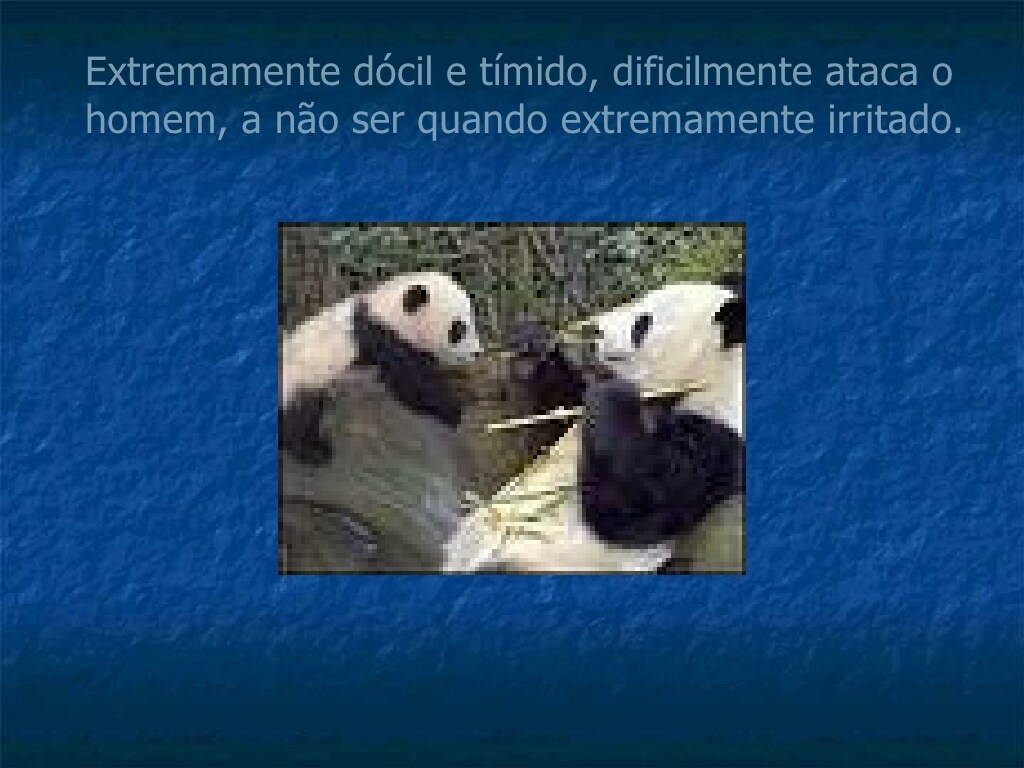 Extremamente dócil e tímido, dificilmente ataca o
homem, a não ser quando extremamente irritado.